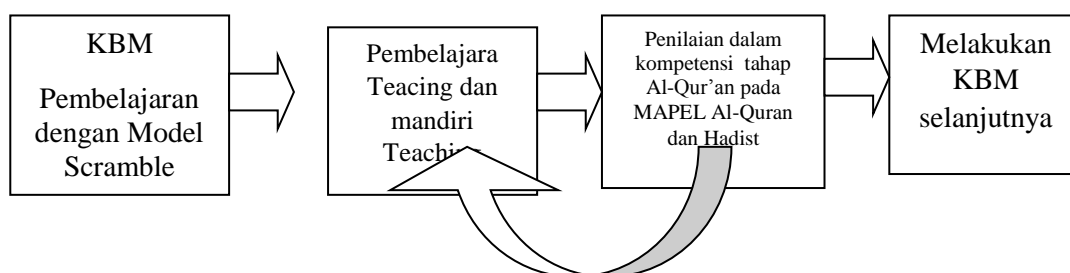 KBM
Pembelajaran
dengan Model
Scramble
Pembelajara
Teacing dan
mandiri
Teaching
Penilaian dalam
kompetensi tahap
Al-Qur'an pada
MAPEL Al-Quran
dan Hadist
Melakukan
KBM
selanjutnya